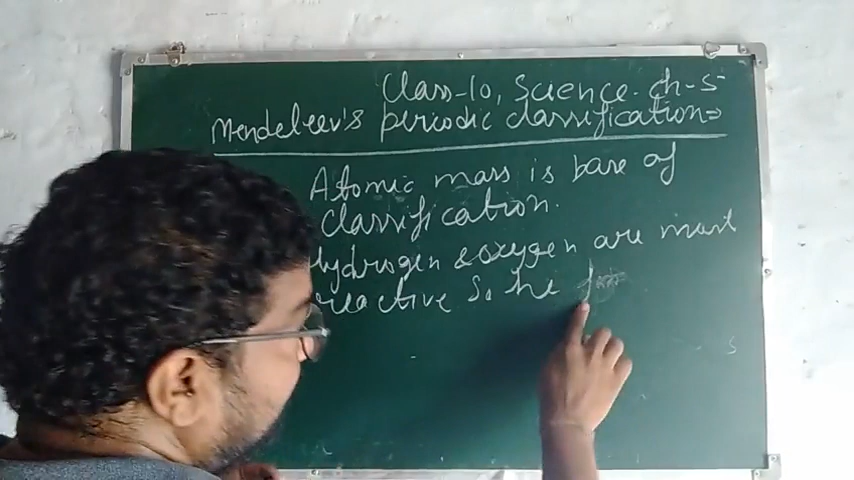 Class-10, Science. ch-5
Mendeleev's periodic classification⇒
Atomic mass is base of
classification.
Hydrogen & oxygen are most
reactive So he